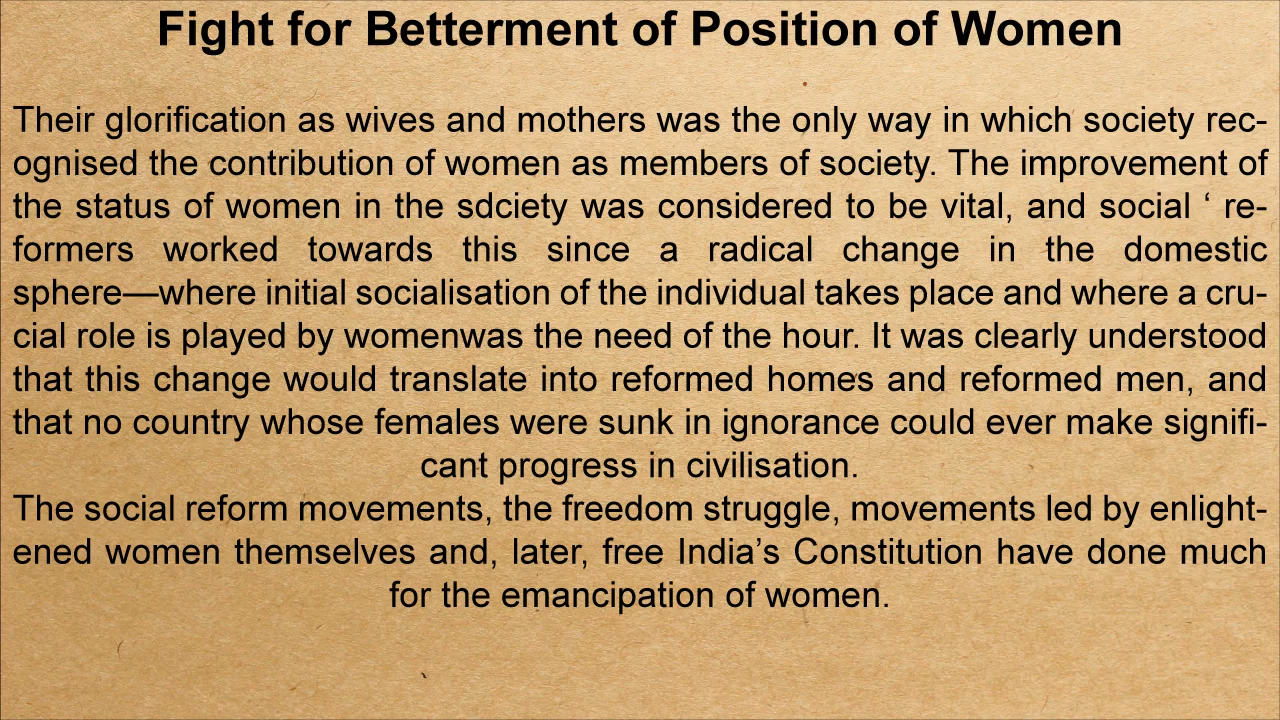 Fight for Betterment of Position of Women
Their glorification as wives and mothers was the only way in which society rec-
ognised the contribution of women as members of society. The improvement of
the status of women in the sdciety was considered to be vital, and social ‘ re-
formers worked towards this since a radical change in the domestic
sphere—where initial socialisation of the individual takes place and where a cru-
cial role is played by womenwas the need of the hour. It was clearly understood
that this change would translate into reformed homes and reformed men, and
that no country whose females were sunk in ignorance could ever make signifi-
cant progress in civilisation.
The social reform movements, the freedom struggle, movements led by enlight-
ened women themselves and, later, free India’s Constitution have done much
for the emancipation of women.